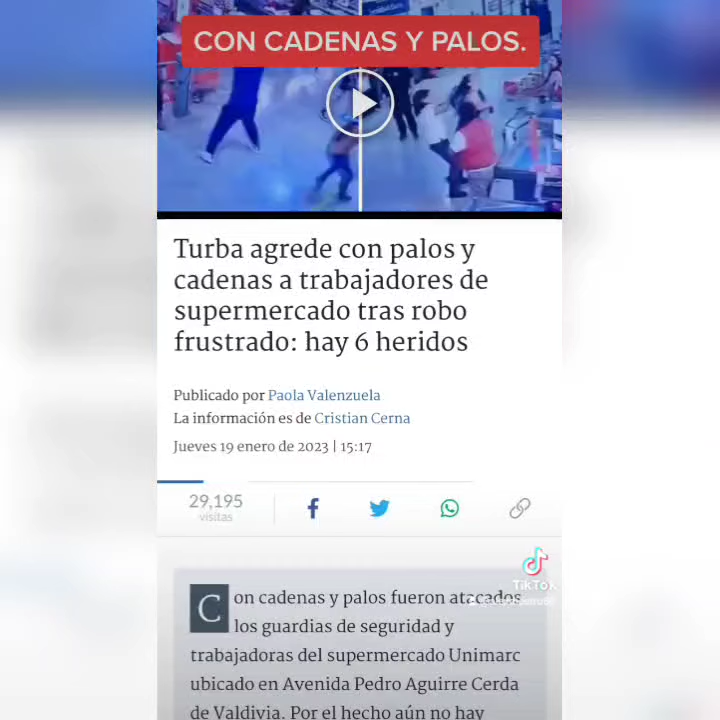 CON CADENAS Y PALOS.
Turba agrede con palos y
cadenas a trabajadores de
supermercado tras robo
frustrado: hay 6 heridos
Publicado por Paola Valenzuela
La información es de Cristian Cerna
Jueves 19 enero de 2023 | 15:17
29,195
visitas
TikTok
Con cadenas y palos fueron atacados
los guardias de seguridad y
trabajadoras del supermercado Unimarc
ubicado en Avenida Pedro Aguirre Cerda
de Valdivia. Por el hecho aún no hay